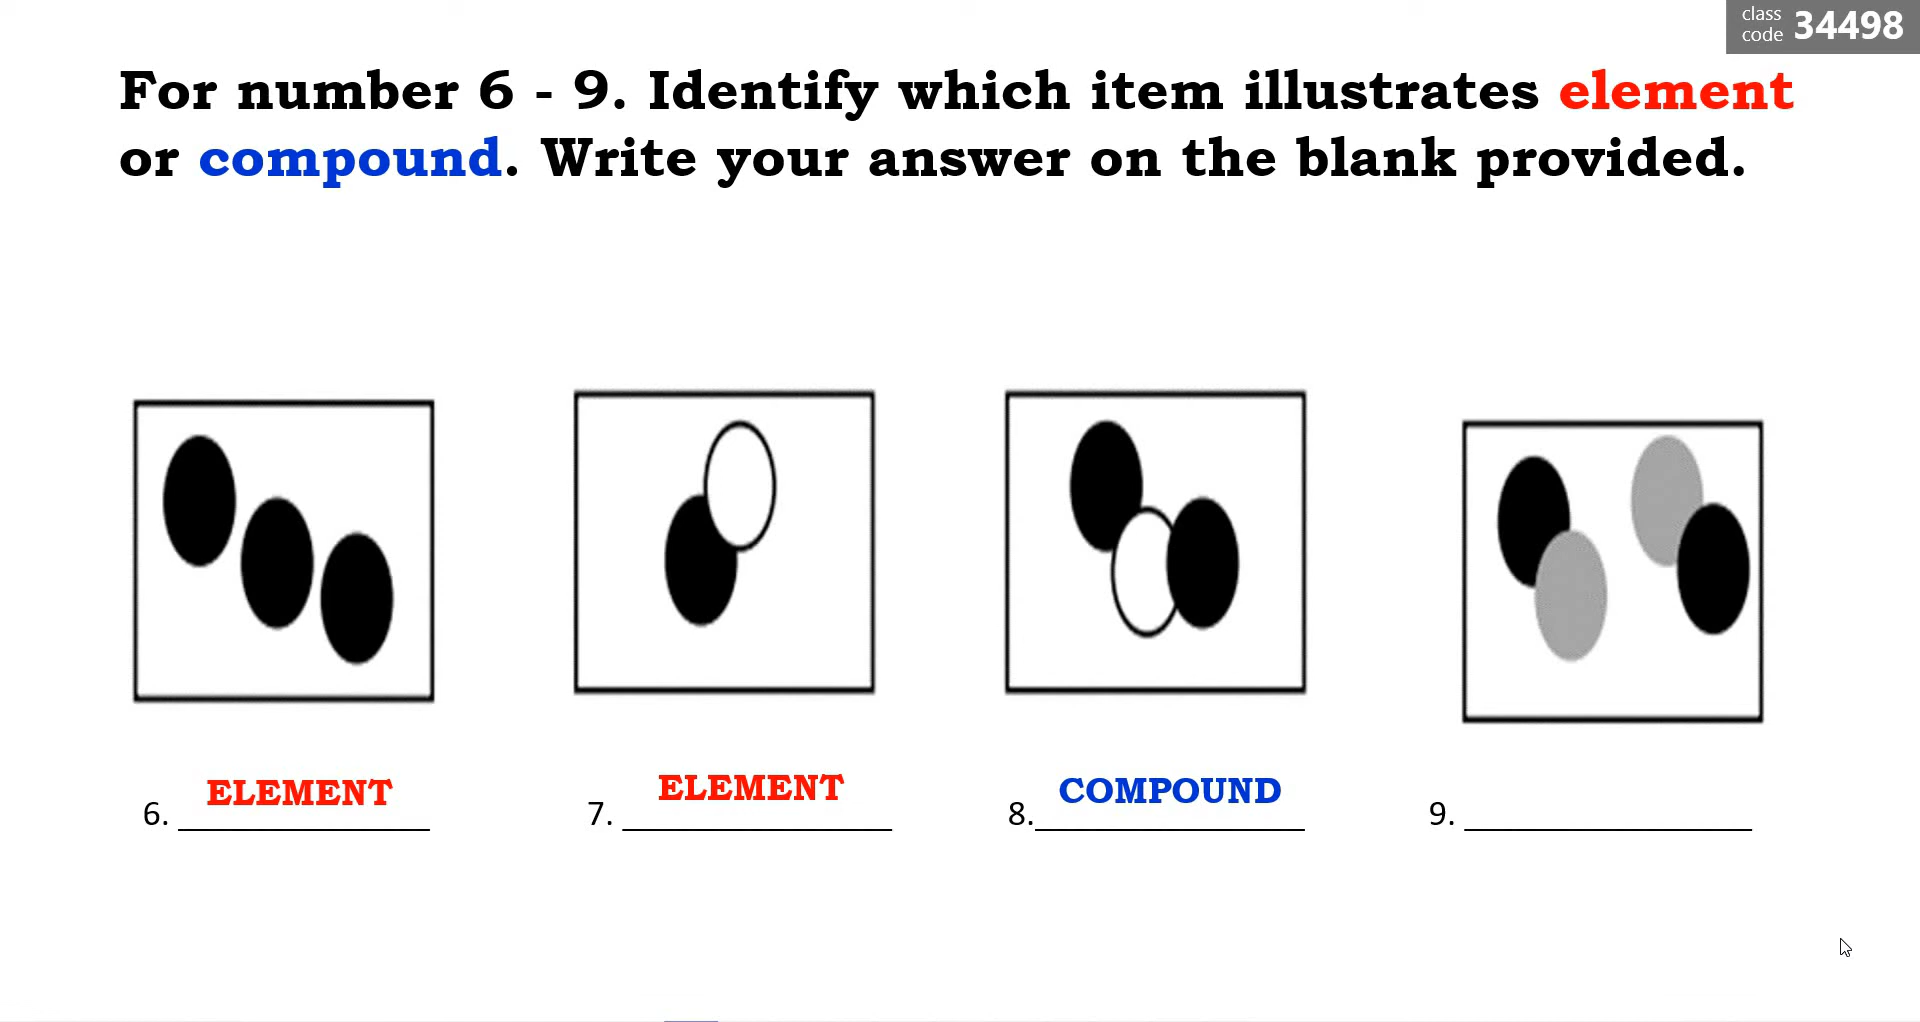 class
code 34498
For number 6 - 9. Identify which item illustrates element
or compound. Write your answer on the blank provided.
6. ELEMENT
7. ELEMENT
8. COMPOUND
9.